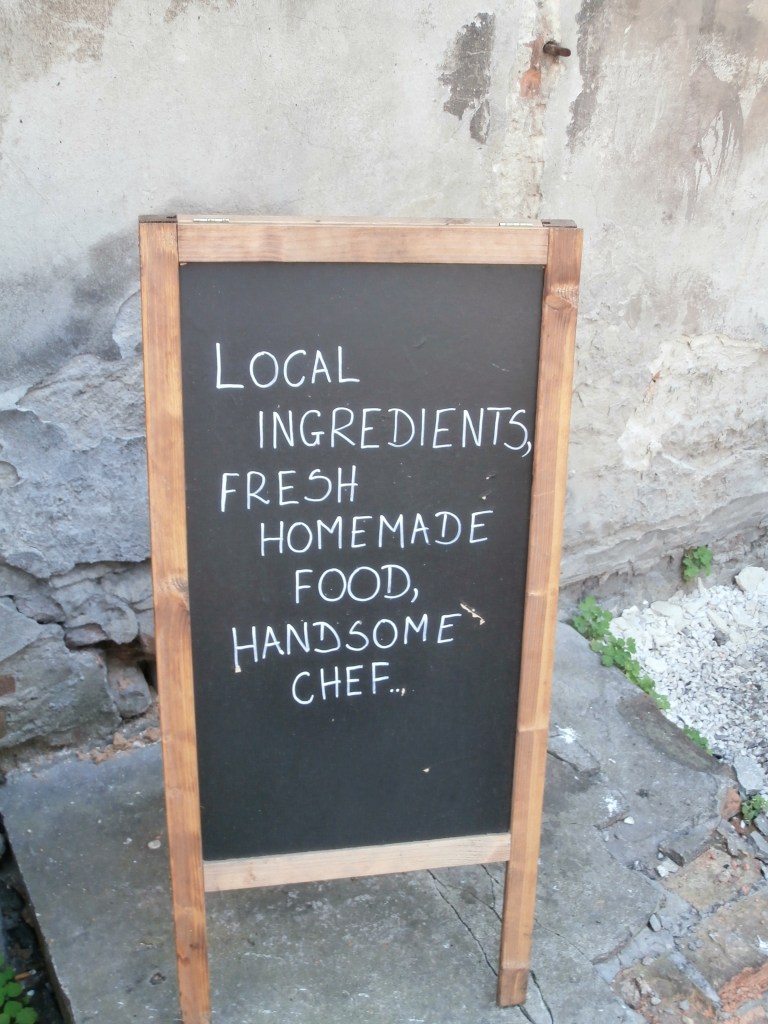 LOCAL
INGREDIENTS,
FRESH
HOMEMADE
FOOD,
HANDSOME
CHEF...